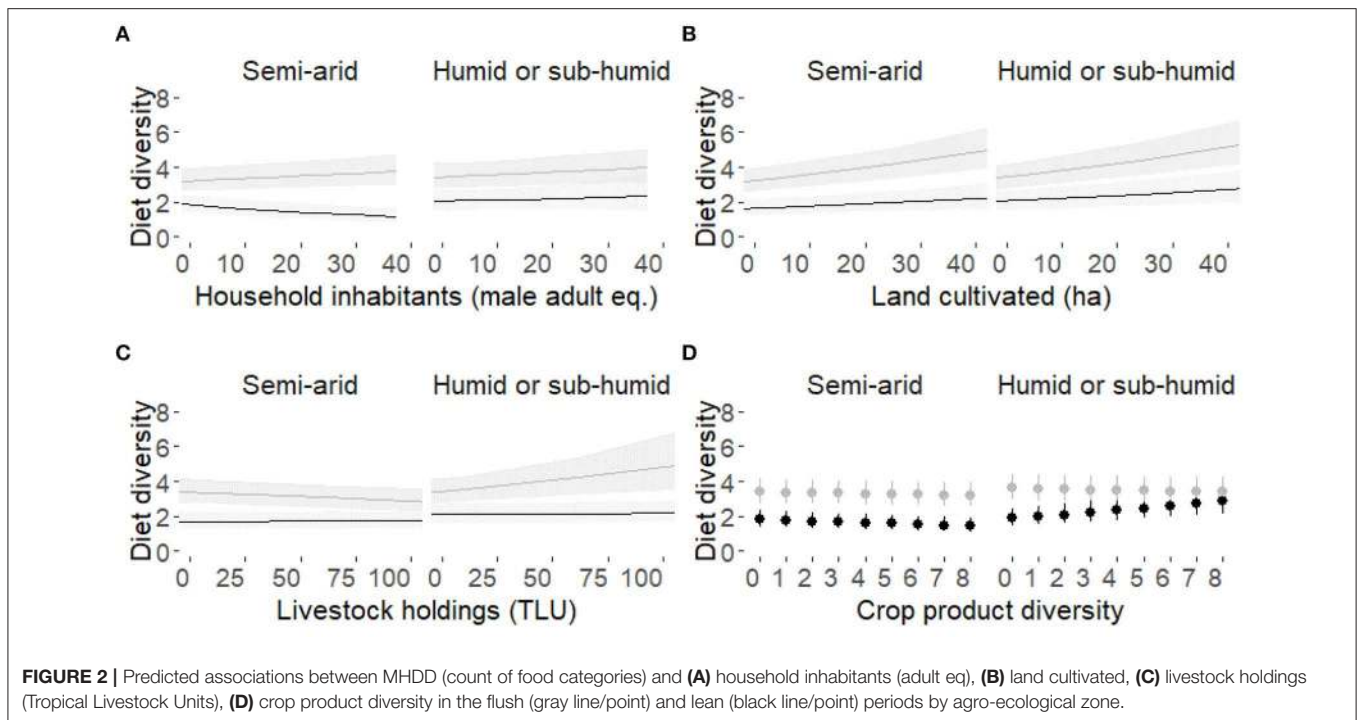 A
Semi-arid Humid or sub-humid
Diet diversity
8
6
4
2
0
0 10 20 30 40 0 10 20 30 40
Household inhabitants (male adult eq.)
B
Semi-arid Humid or sub-humid
Diet diversity
8
6
4
2
0
0 10 20 30 40 0 10 20 30 40
Land cultivated (ha)
C
Semi-arid Humid or sub-humid
Diet diversity
8
6
4
2
0
0 25 50 75 100 0 25 50 75 100
Livestock holdings (TLU)
D
Semi-arid Humid or sub-humid
Diet diversity
8
6
4
2
0
0 1 2 3 4 5 6 7 8 0 1 2 3 4 5 6 7 8
Crop product diversity
FIGURE 2 | Predicted associations between MHDD (count of food categories) and (A) household inhabitants (adult eq), (B) land cultivated, (C) livestock holdings
(Tropical Livestock Units), (D) crop product diversity in the flush (gray line/point) and lean (black line/point) periods by agro-ecological zone.